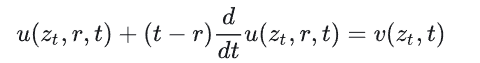 u(z_t, r, t) + (t − r) \frac{d}{dt} u(z_t, r, t) = v(z_t, t)